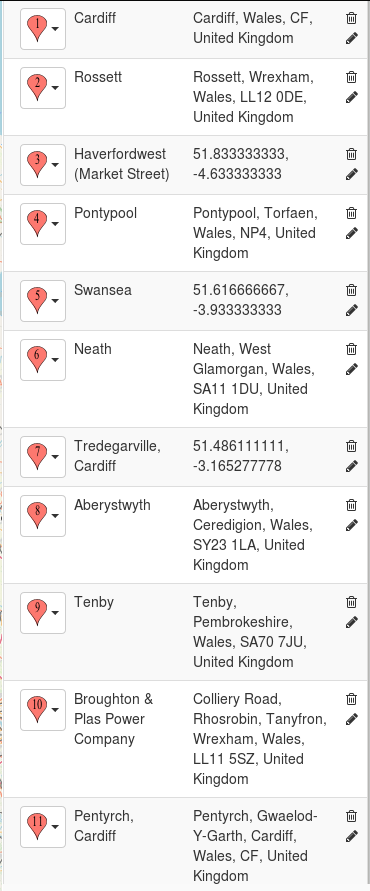 1 Cardiff Cardiff, Wales, CF,
United Kingdom
2 Rossett Rossett, Wrexham,
Wales, LL12 0DE,
United Kingdom
3 Haverfordwest 51.833333333,
(Market Street) -4.633333333
4 Pontypool Pontypool, Torfaen,
Wales, NP4, United
Kingdom
5 Swansea 51.616666667,
-3.933333333
6 Neath Neath, West
Glamorgan, Wales,
SA11 1DU, United
Kingdom
7 Tredegarville, 51.486111111,
Cardiff -3.165277778
8 Aberystwyth Aberystwyth,
Ceredigion, Wales,
SY23 1LA, United
Kingdom
9 Tenby Tenby,
Pembrokeshire,
Wales, SA70 7JU,
United Kingdom
10 Broughton & Colliery Road,
Plas Power Rhosrobin, Tanyfron,
Company Wrexham, Wales,
LL11 5SZ, United
Kingdom
11 Pentyrch, Pentyrch, Gwaelod-
Cardiff Y-Garth, Cardiff,
Wales, CF, United
Kingdom